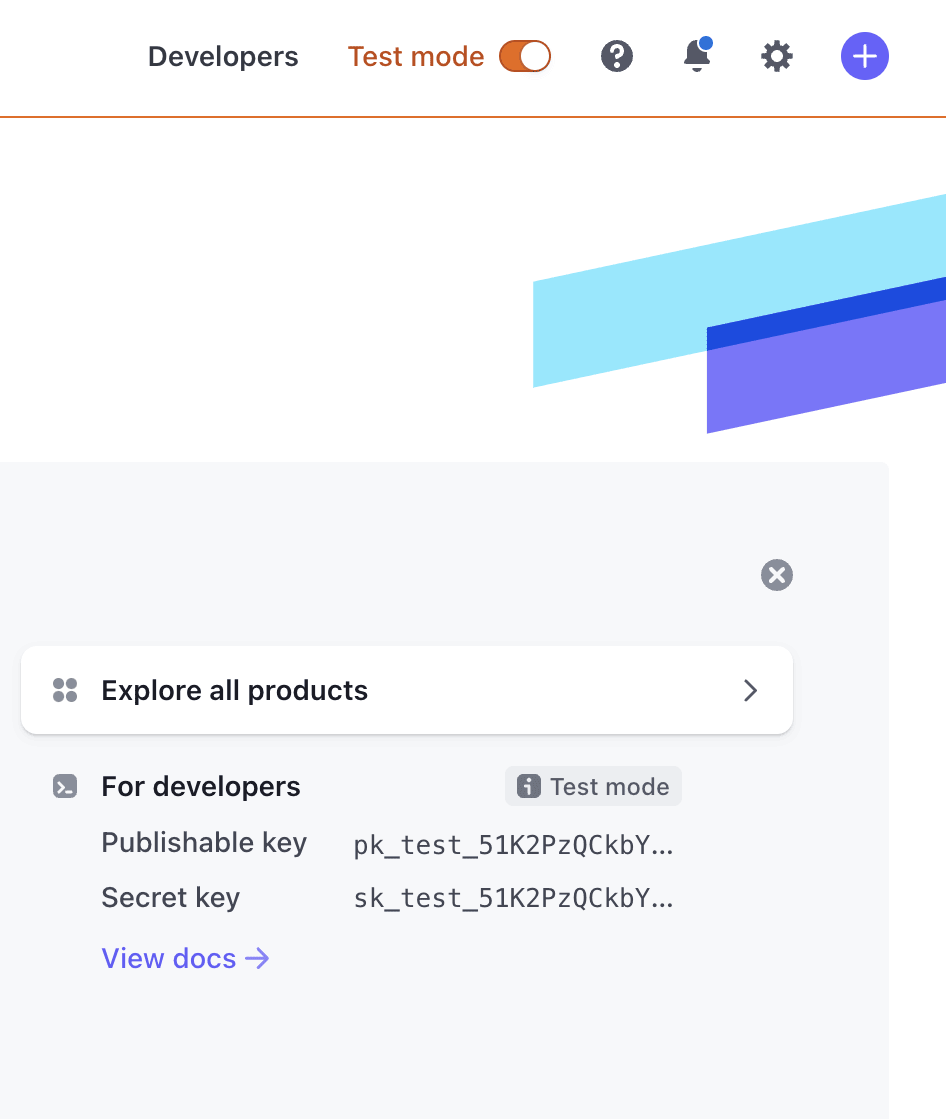 Developers Test mode
Explore all products
For developers Test mode
Publishable key pk_test_51K2PzQCkbY...
Secret key sk_test_51K2PzQCkbY...
View docs →